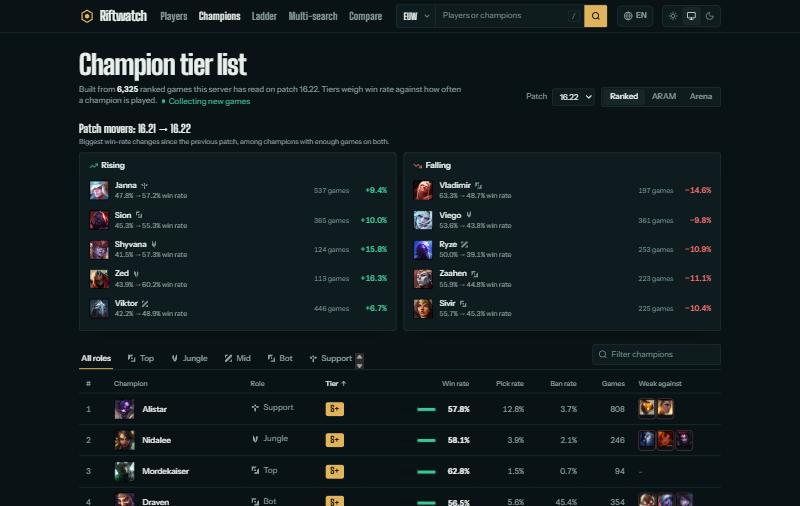 Riftwatch Players Champions Ladder Multi-search Compare EUW Players or champions / EN
Champion tier list
Built from 6,325 ranked games this server has read on patch 16.22. Tiers weigh win rate against how often
a champion is played. Collecting new games
Patch 16.22 Ranked ARAM Arena
Patch movers: 16.21 → 16.22
Biggest win-rate changes since the previous patch, among champions with enough games on both.
Rising
Janna
47.8% → 57.2% win rate
537 games +9.4%
Sion
45.3% → 55.3% win rate
365 games +10.0%
Shyvana
41.5% → 57.3% win rate
124 games +15.8%
Zed
43.9% → 60.2% win rate
113 games +16.3%
Viktor
42.2% → 48.9% win rate
446 games +6.7%
Falling
Vladimir
63.3% → 48.7% win rate
197 games −14.6%
Viego
53.6% → 43.8% win rate
361 games −9.8%
Ryze
50.0% → 39.1% win rate
253 games −10.9%
Zaahen
55.9% → 44.8% win rate
223 games −11.1%
Sivir
55.7% → 45.3% win rate
225 games −10.4%
All roles Top Jungle Mid Bot Support Filter champions
# Champion Role Tier ↑ Win rate Pick rate Ban rate Games Weak against
1 Alistar Support S+ 57.8% 12.8% 3.7% 808
2 Nidalee Jungle S+ 58.1% 3.9% 2.1% 246
3 Mordekaiser Top S+ 62.8% 1.5% 0.7% 94 -
4 Draven Bot S+ 56.5% 5.6% 45.4% 354